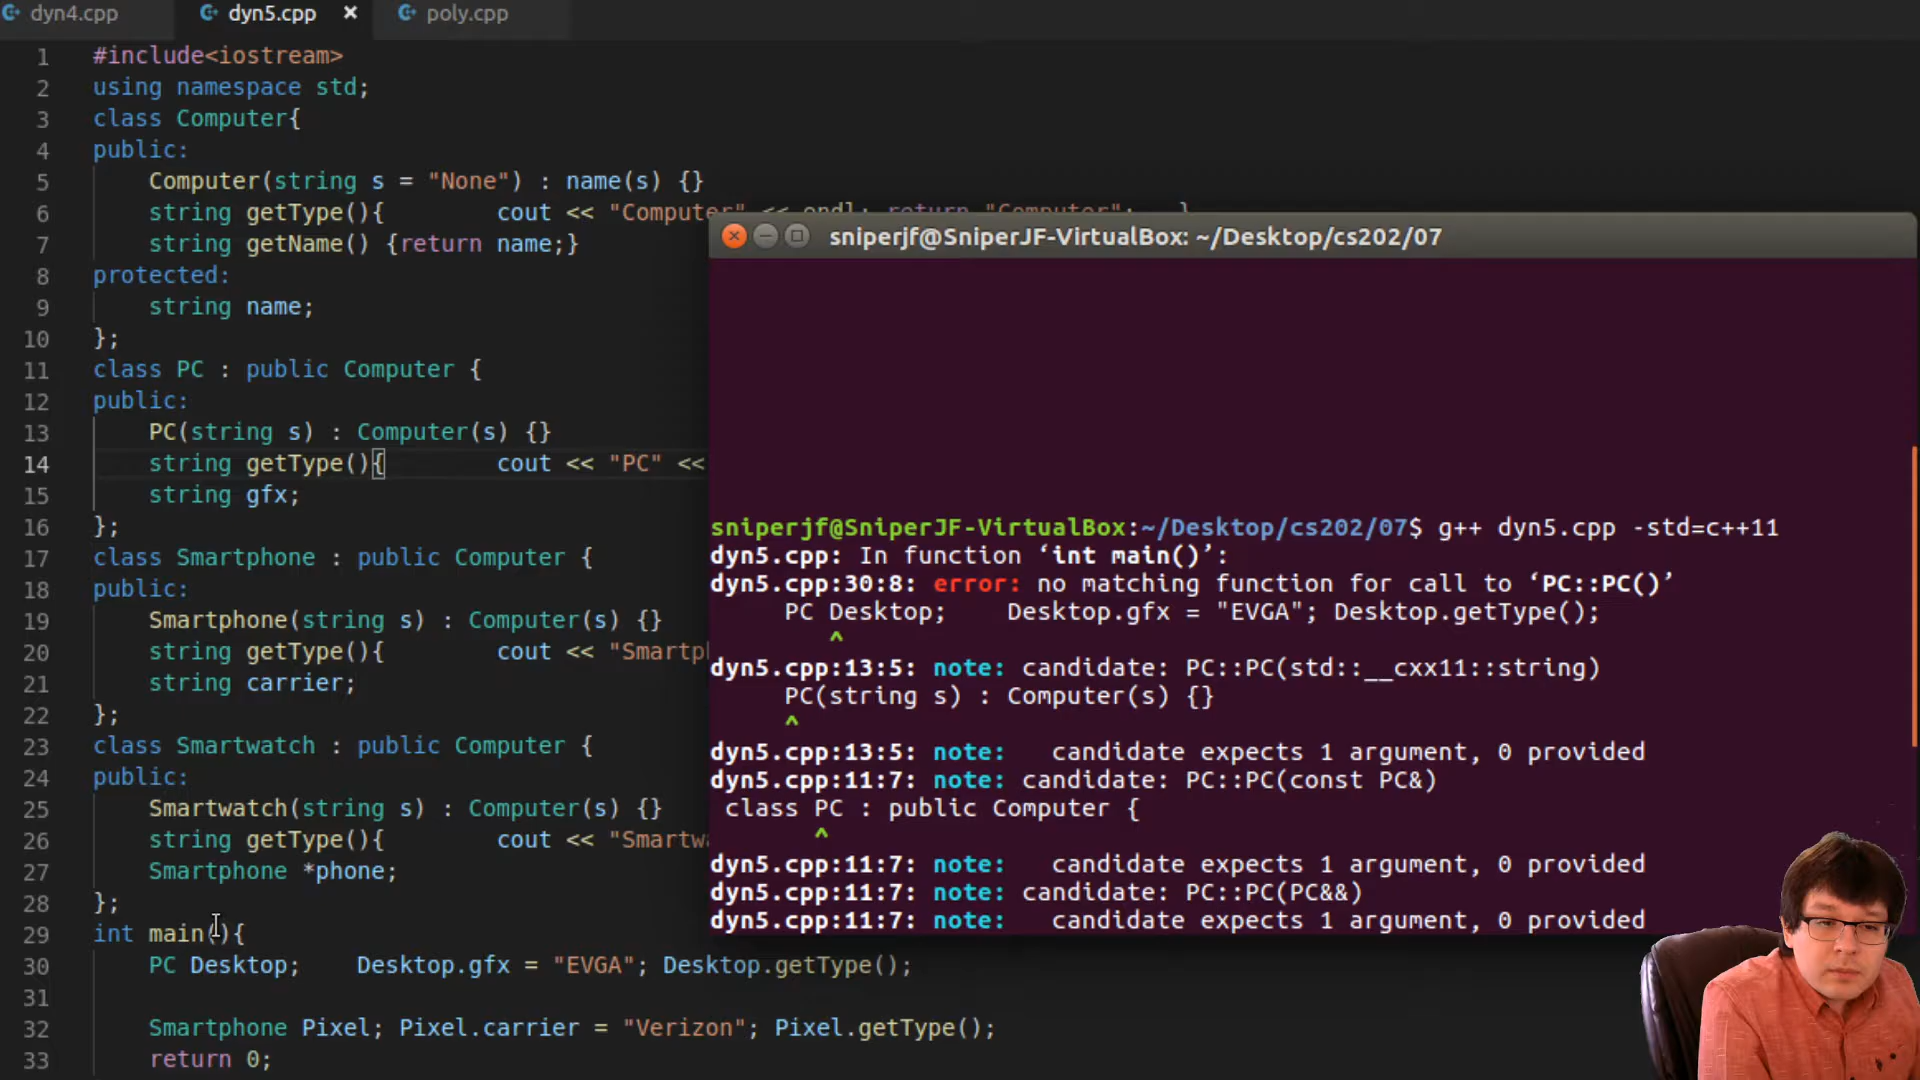 dyn4.cpp
dyn5.cpp ×
poly.cpp
1 #include<iostream>
2 using namespace std;
3 class Computer{
4 public:
5 Computer(string s = "None") : name(s) {}
6 string getType(){ cout << "Computer" << endl; return "Computer"; }
7 string getName() {return name;}
8 protected:
9 string name;
10 };
11 class PC : public Computer {
12 public:
13 PC(string s) : Computer(s) {}
14 string getType(){ cout << "PC" <<
15 string gfx;
16 };
17 class Smartphone : public Computer {
18 public:
19 Smartphone(string s) : Computer(s) {}
20 string getType(){ cout << "Smartp
21 string carrier;
22 };
23 class Smartwatch : public Computer {
24 public:
25 Smartwatch(string s) : Computer(s) {}
26 string getType(){ cout << "Smartw
27 Smartphone *phone;
28 };
29 int main(){
30 PC Desktop; Desktop.gfx = "EVGA"; Desktop.getType();
31
32 Smartphone Pixel; Pixel.carrier = "Verizon"; Pixel.getType();
33 return 0;
sniperjf@SniperJF-VirtualBox: ~/Desktop/cs202/07
sniperjf@SniperJF-VirtualBox:~/Desktop/cs202/07$ g++ dyn5.cpp -std=c++11
dyn5.cpp: In function ‘int main()’:
dyn5.cpp:30:8: error: no matching function for call to ‘PC::PC()’
PC Desktop; Desktop.gfx = "EVGA"; Desktop.getType();
^
dyn5.cpp:13:5: note: candidate: PC::PC(std::__cxx11::string)
PC(string s) : Computer(s) {}
^
dyn5.cpp:13:5: note: candidate expects 1 argument, 0 provided
dyn5.cpp:11:7: note: candidate: PC::PC(const PC&)
class PC : public Computer {
^
dyn5.cpp:11:7: note: candidate expects 1 argument, 0 provided
dyn5.cpp:11:7: note: candidate: PC::PC(PC&&)
dyn5.cpp:11:7: note: candidate expects 1 argument, 0 provided